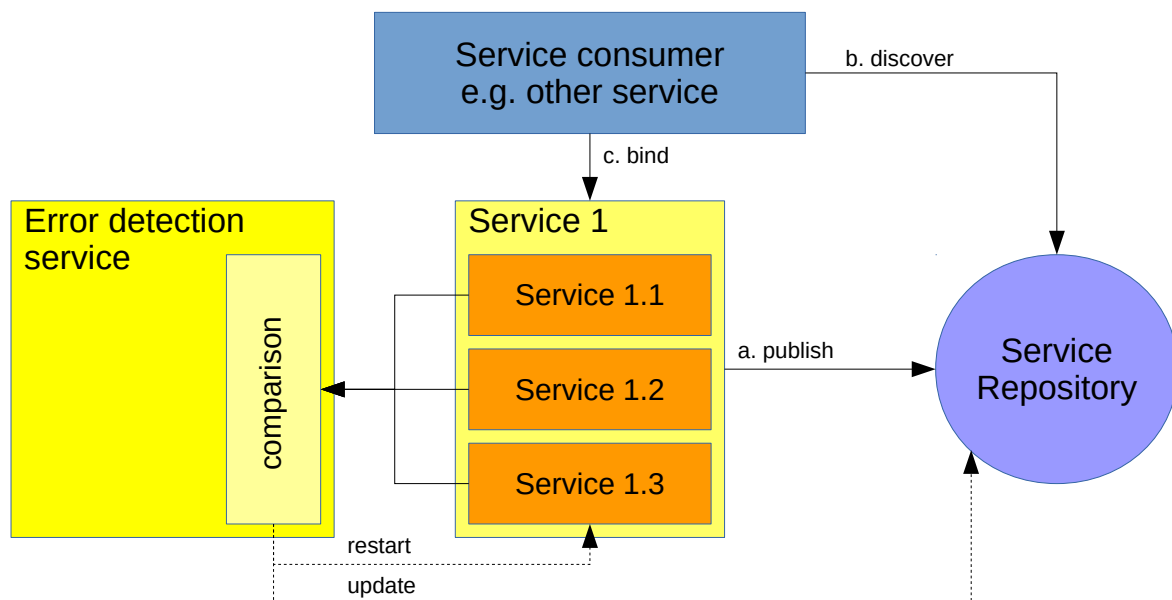 Service consumer
e.g. other service
b. discover
c. bind
Error detection
service
comparison
Service 1
Service 1.1
Service 1.2
Service 1.3
a. publish
Service
Repository
restart
update